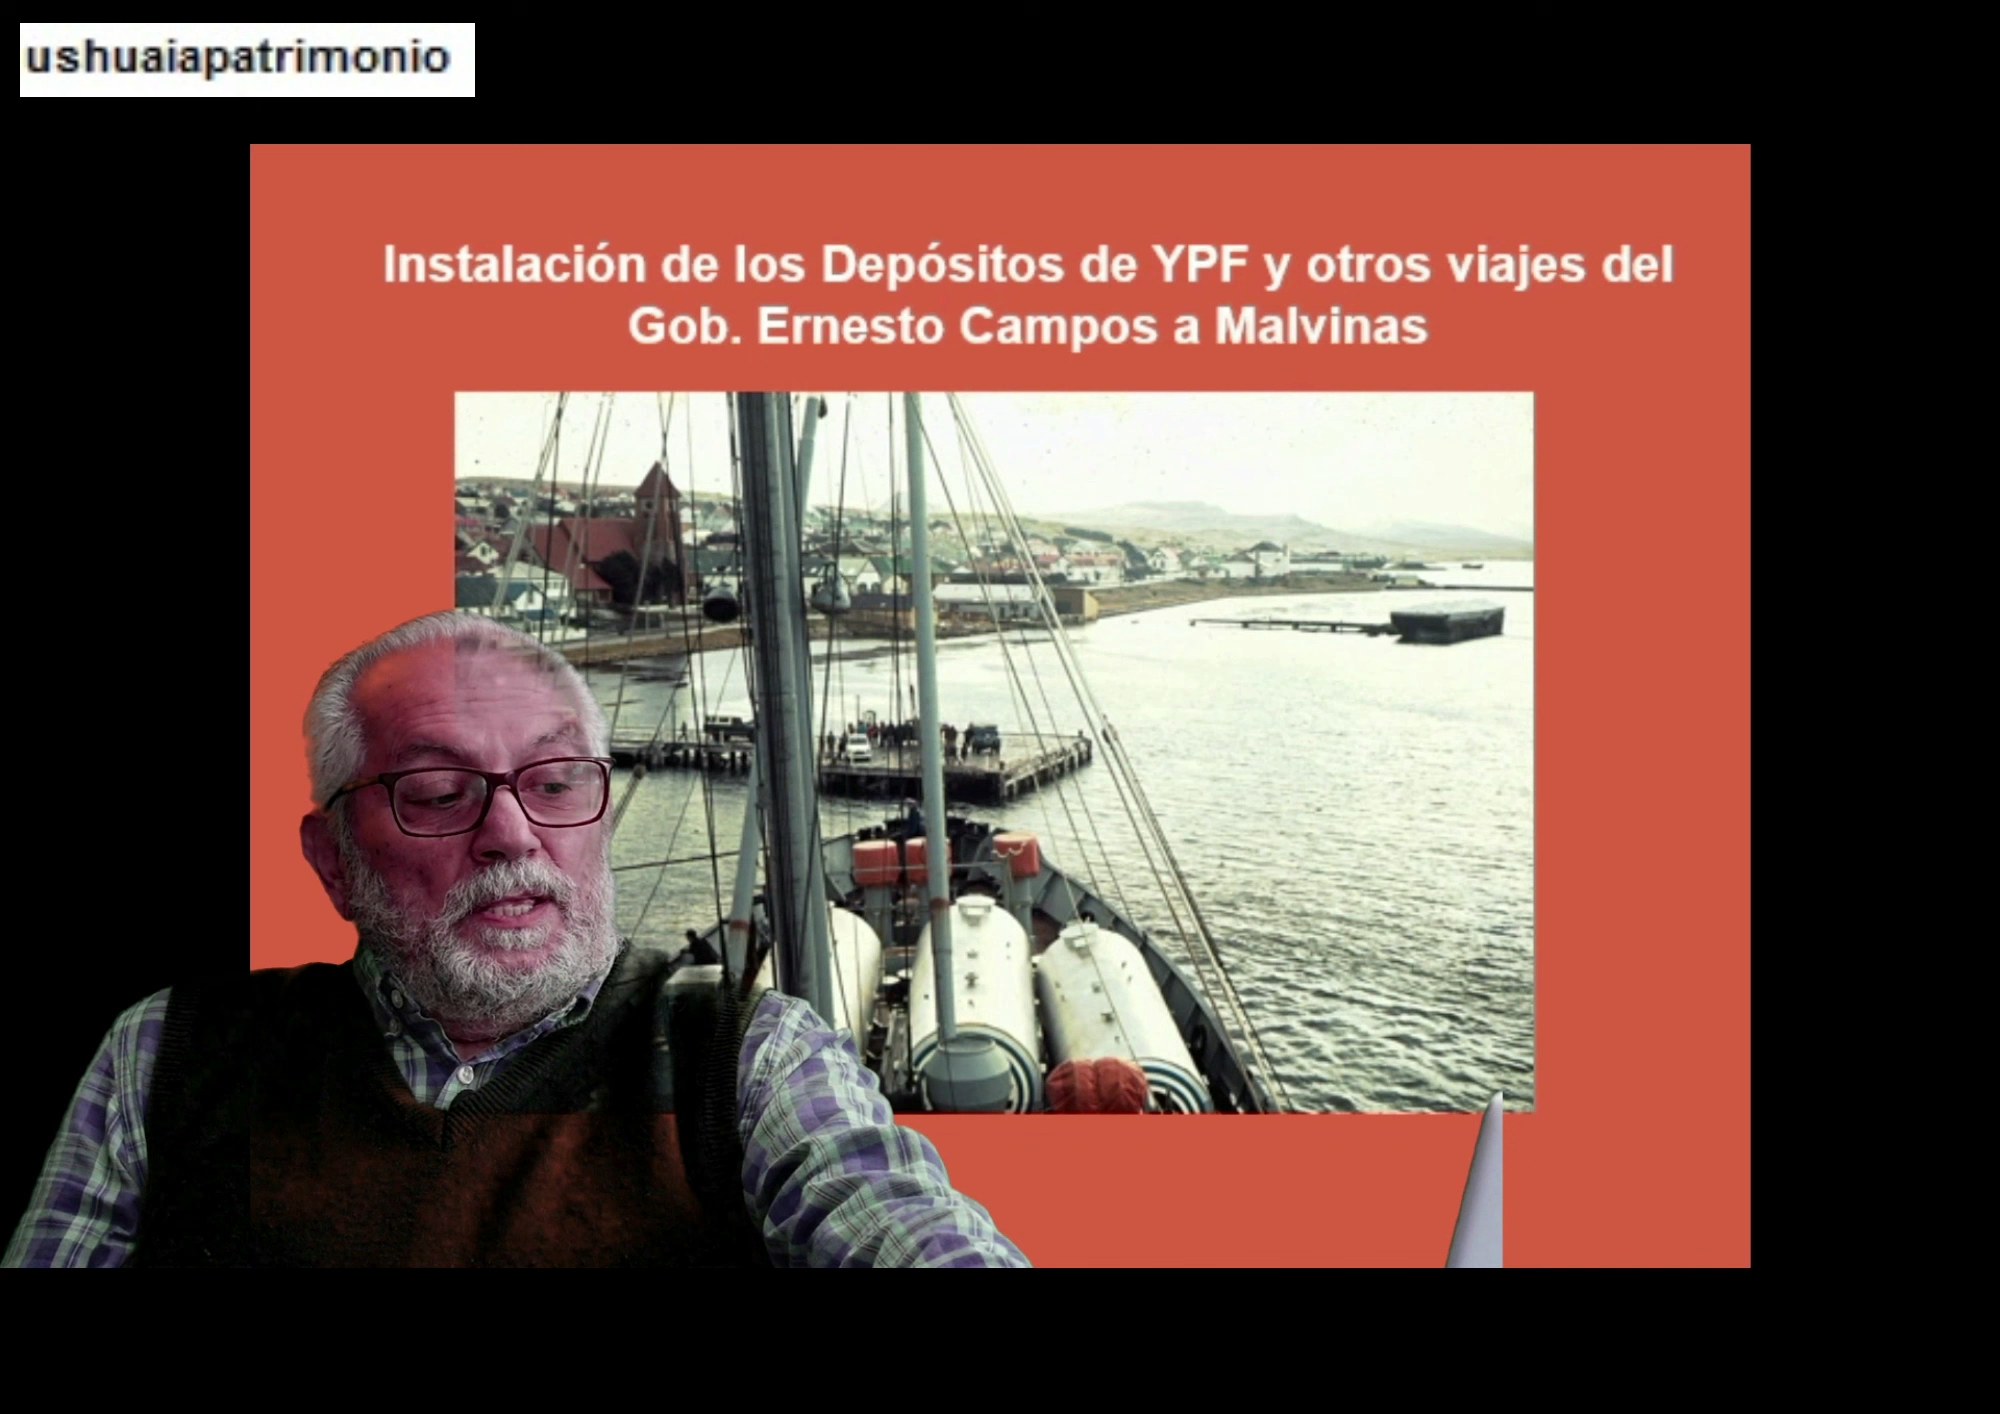 ushuaiapatrimonio
Instalación de los Depósitos de YPF y otros viajes del
Gob. Ernesto Campos a Malvinas